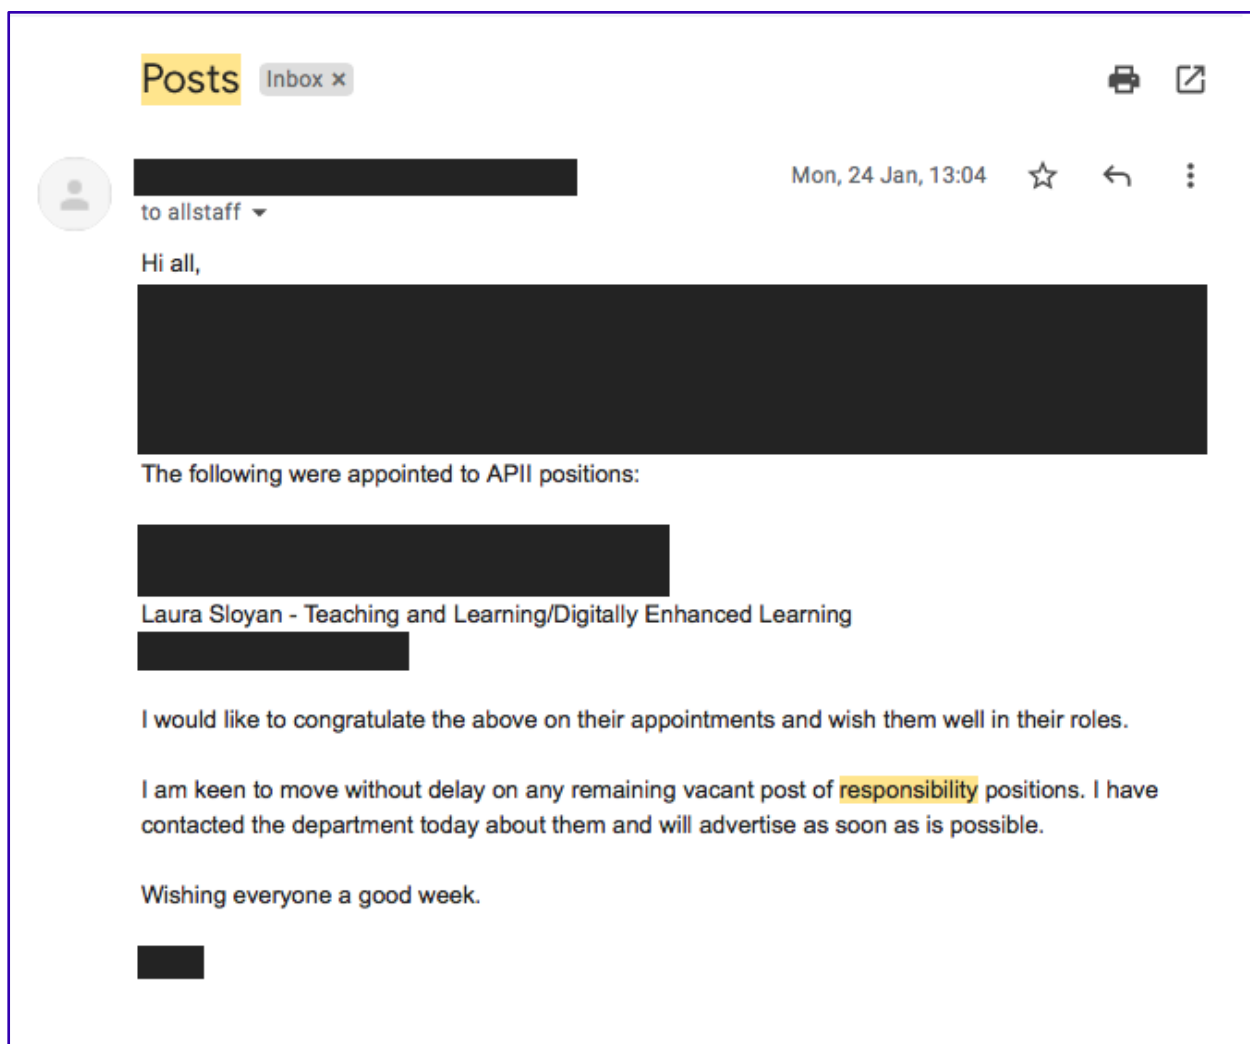 Posts Inbox ×
Mon, 24 Jan, 13:04
to allstaff
Hi all,
The following were appointed to APII positions:
Laura Sloyan - Teaching and Learning/Digitally Enhanced Learning
I would like to congratulate the above on their appointments and wish them well in their roles.
I am keen to move without delay on any remaining vacant post of responsibility positions. I have
contacted the department today about them and will advertise as soon as is possible.
Wishing everyone a good week.